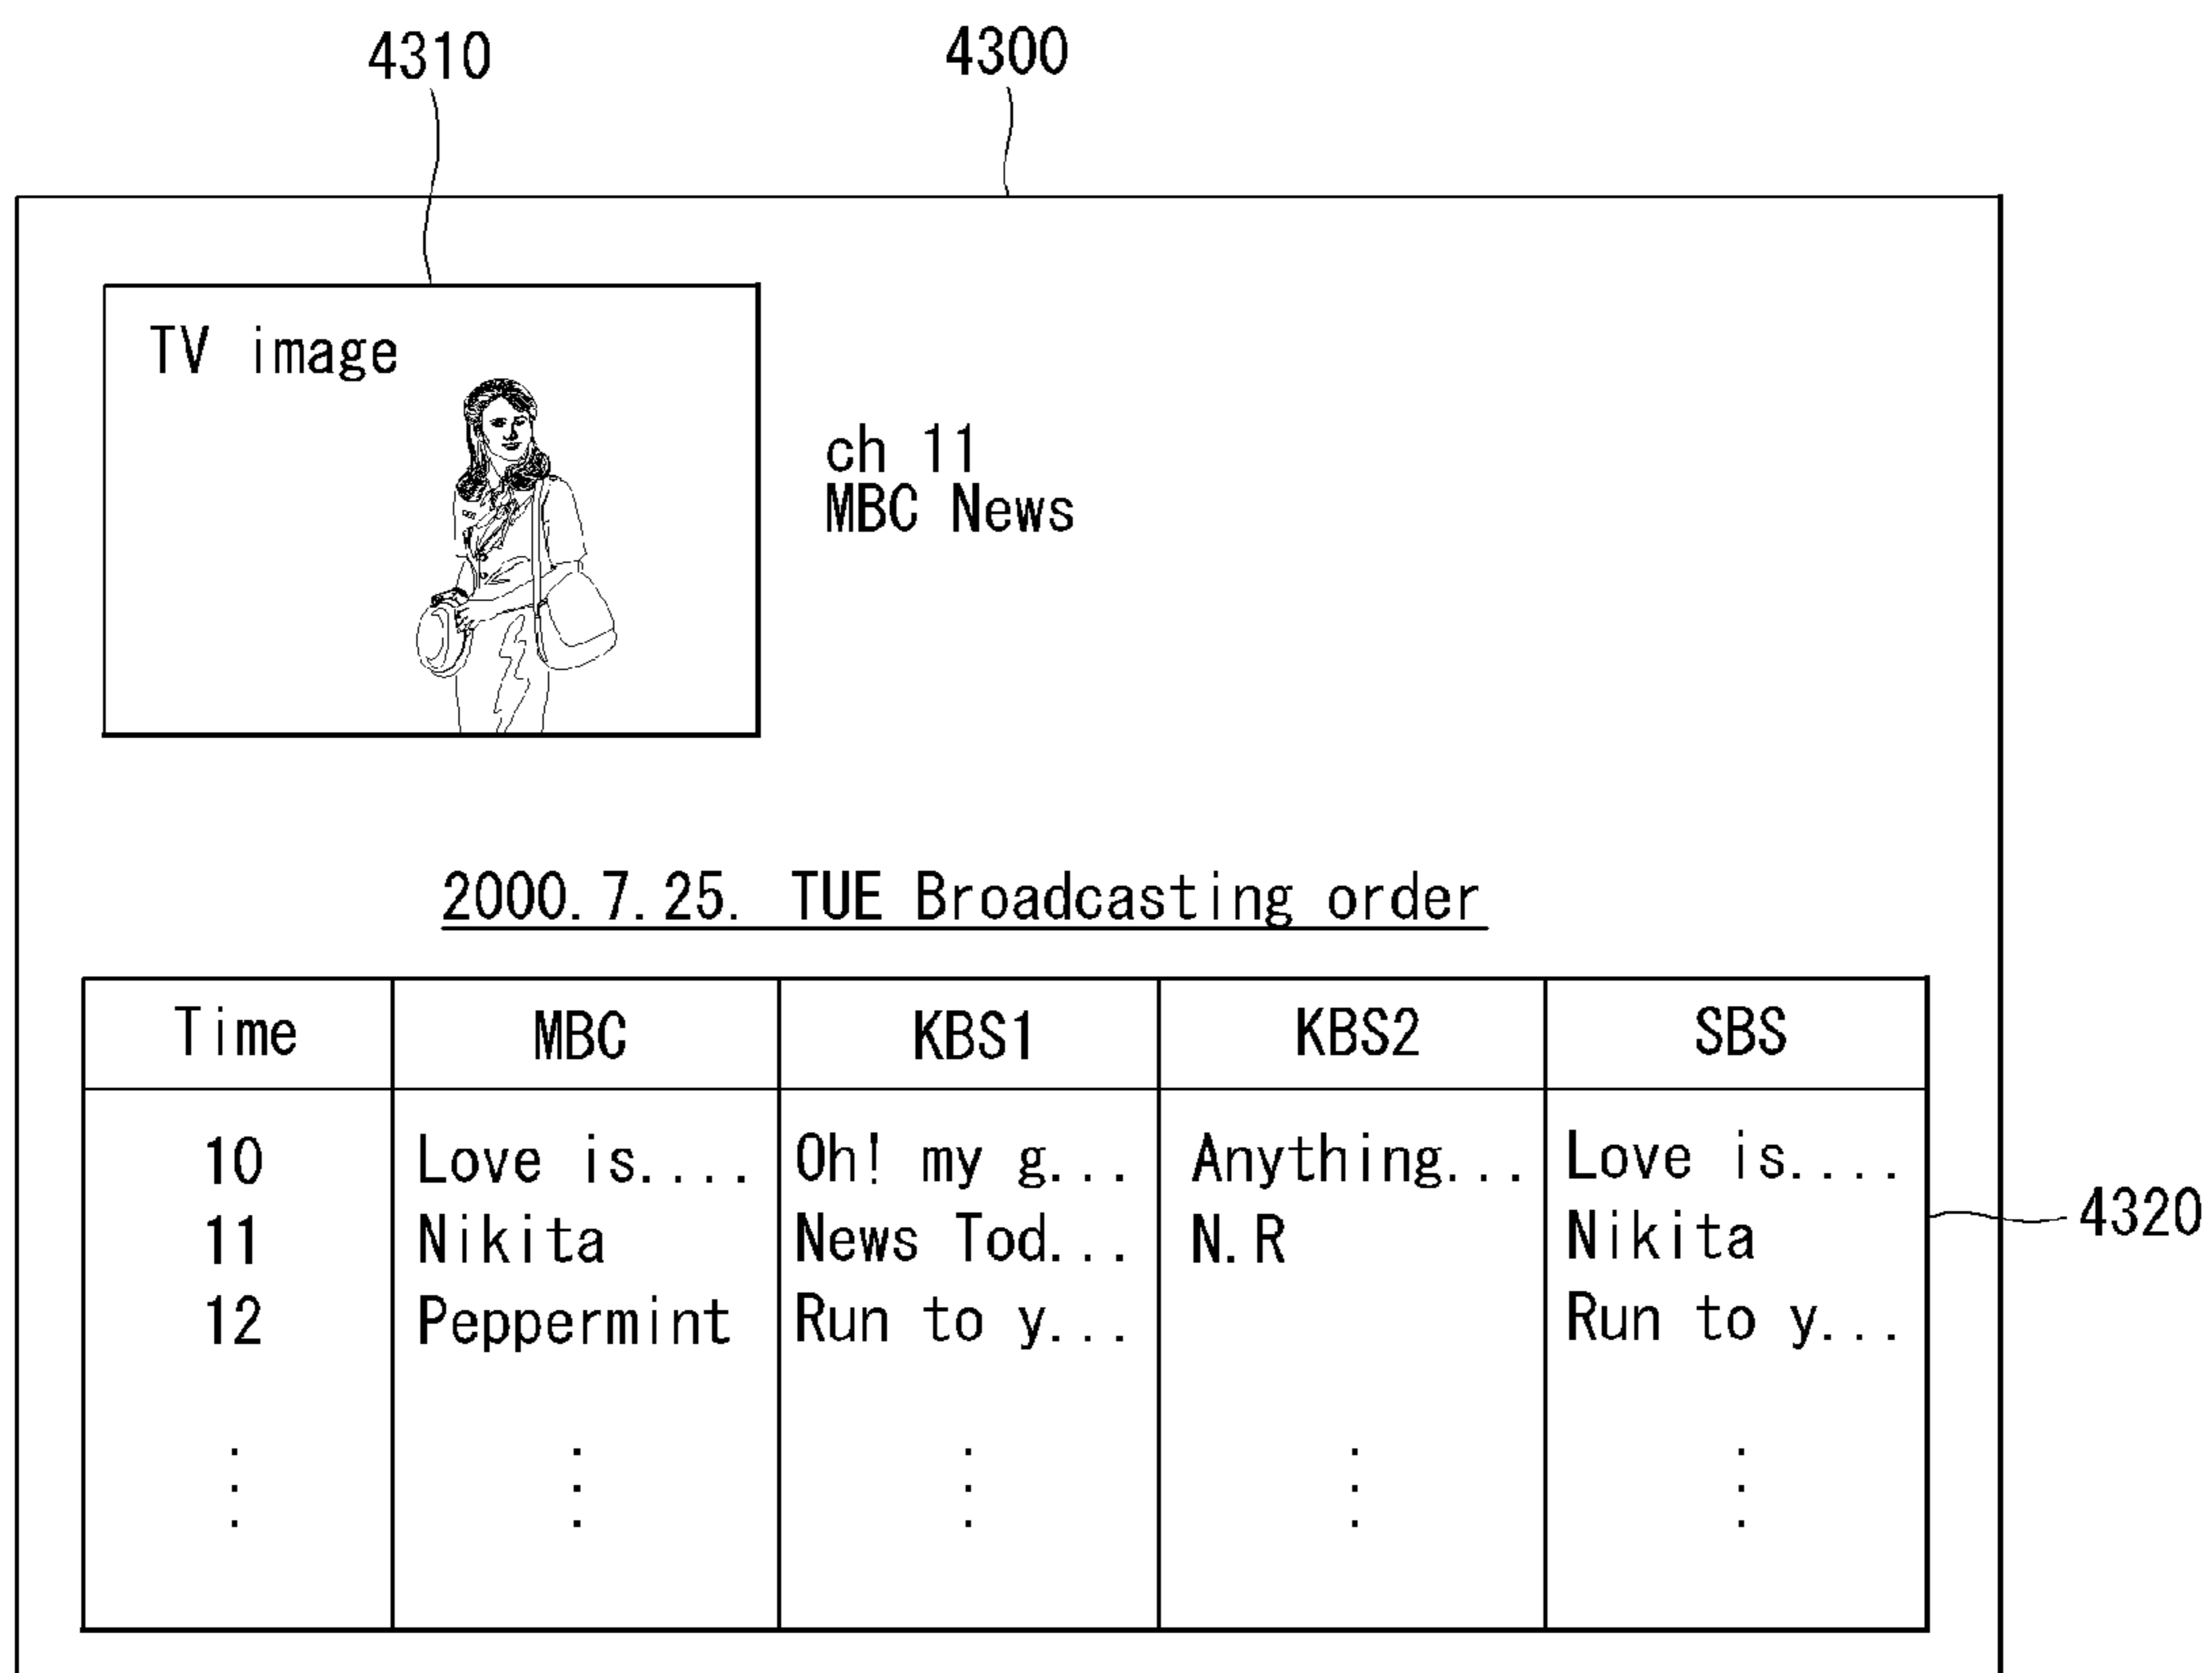 4310 4300
TV image
ch 11
MBC News
2000.7.25. TUE Broadcasting order
Time MBC KBS1 KBS2 SBS
10 Love is.... Oh! my g... Anything... Love is....
11 Nikita News Tod... N.R Nikita
12 Peppermint Run to y... Run to y...
4320